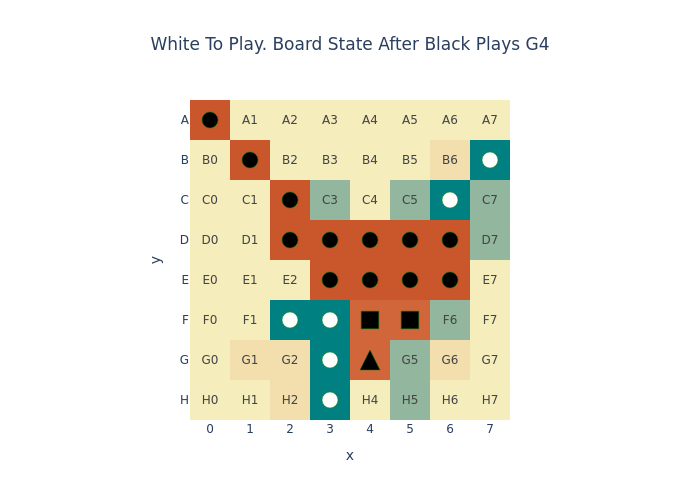 White To Play. Board State After Black Plays G4
A A1 A2 A3 A4 A5 A6 A7
B B0 B2 B3 B4 B5 B6
C C0 C1 C3 C4 C5 C7
D D0 D1 D7
E E0 E1 E2 E7
F F0 F1 F6 F7
G G0 G1 G2 G5 G6 G7
H H0 H1 H2 H4 H5 H6 H7
0 1 2 3 4 5 6 7
x
y